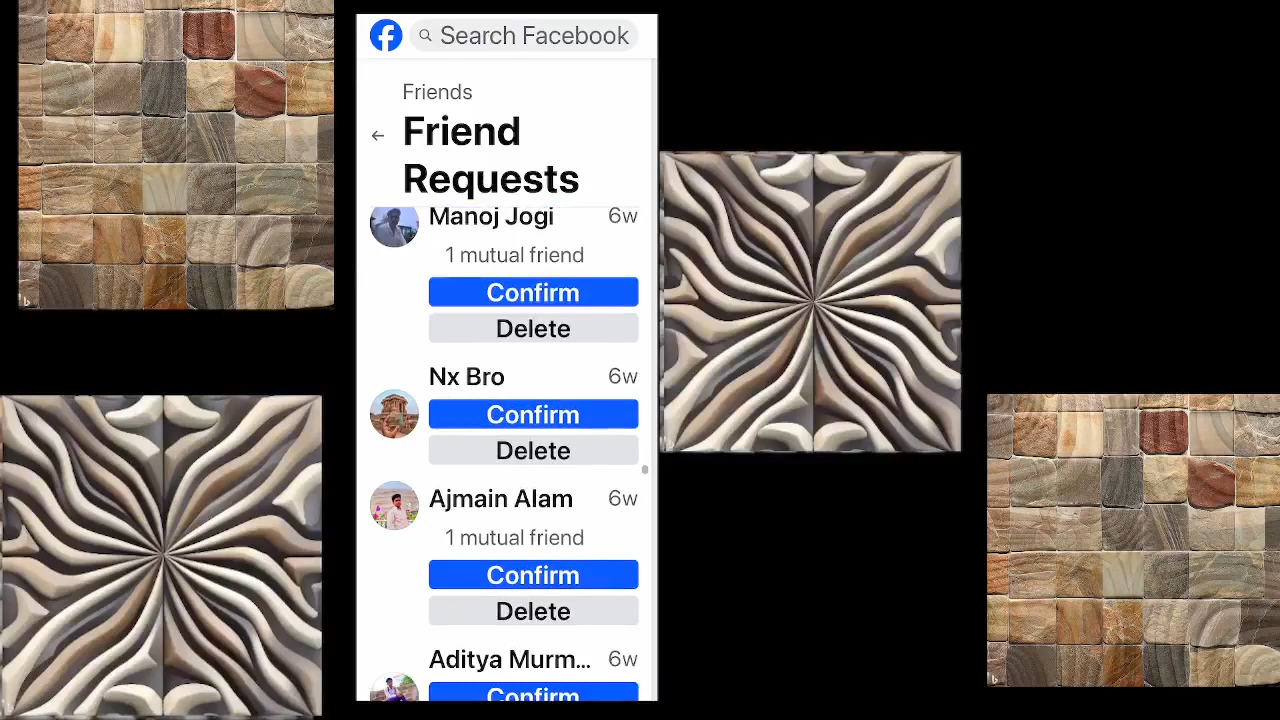 Search Facebook
Friends
Friend
Requests
Manoj Jogi 6w
1 mutual friend
Confirm
Delete
Nx Bro 6w
Confirm
Delete
Ajmain Alam 6w
1 mutual friend
Confirm
Delete
Aditya Murm... 6w
Confirm